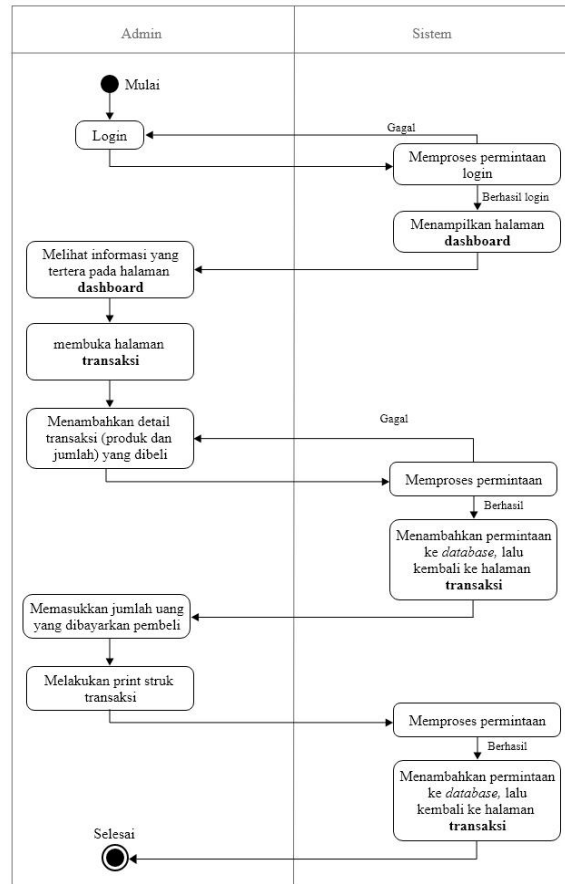 Admin
Sistem
Mulai
Login
Gagal
Memproses permintaan
login
Berhasil login
Menampilkan halaman
dashboard
Melihat informasi yang
tertera pada halaman
dashboard
membuka halaman
transaksi
Menambahkan detail
transaksi (produk dan
jumlah) yang dibeli
Gagal
Memproses permintaan
Berhasil
Menambahkan permintaan
ke database, lalu
kembali ke halaman
transaksi
Memasukkan jumlah uang
yang dibayarkan pembeli
Melakukan print struk
transaksi
Memproses permintaan
Berhasil
Menambahkan permintaan
ke database, lalu
kembali ke halaman
transaksi
Selesai